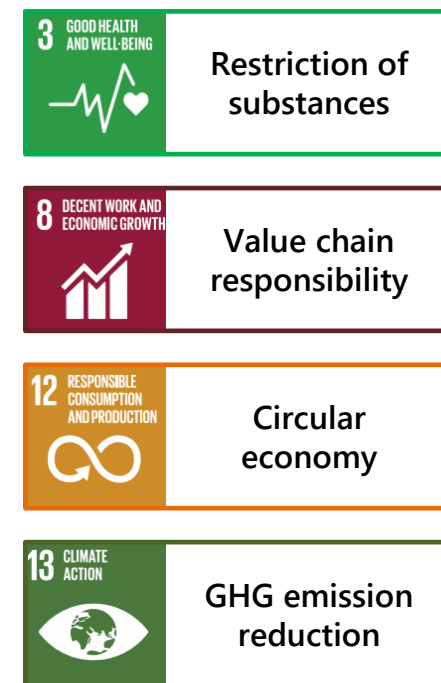 3 GOOD HEALTH
AND WELL-BEING
Restriction of
substances
8 DECENT WORK AND
ECONOMIC GROWTH
Value chain
responsibility
12 RESPONSIBLE
CONSUMPTION
AND PRODUCTION
Circular
economy
13 CLIMATE
ACTION
GHG emission
reduction